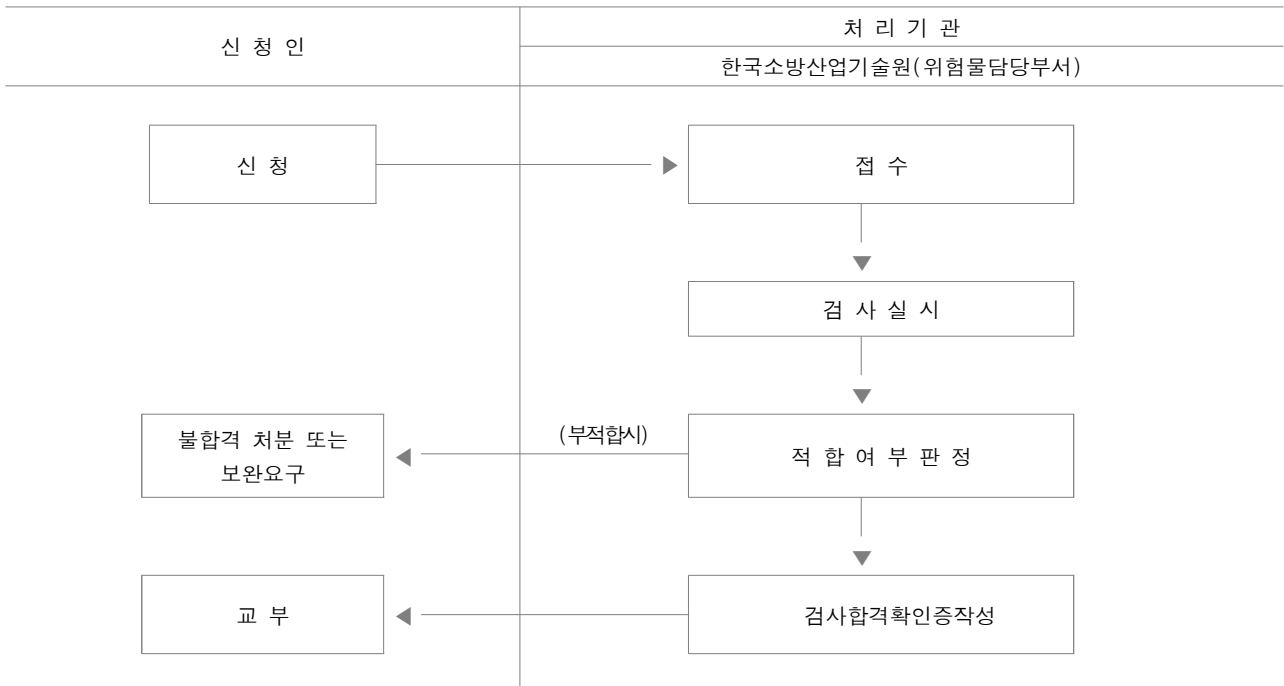 신 청 인
처 리 기 관
한국소방산업기술원(위험물담당부서)
신 청
접 수
검 사 실 시
불합격 처분 또는
보완요구
(부적합시)
적 합 여 부 판 정
교 부
검사합격확인증작성